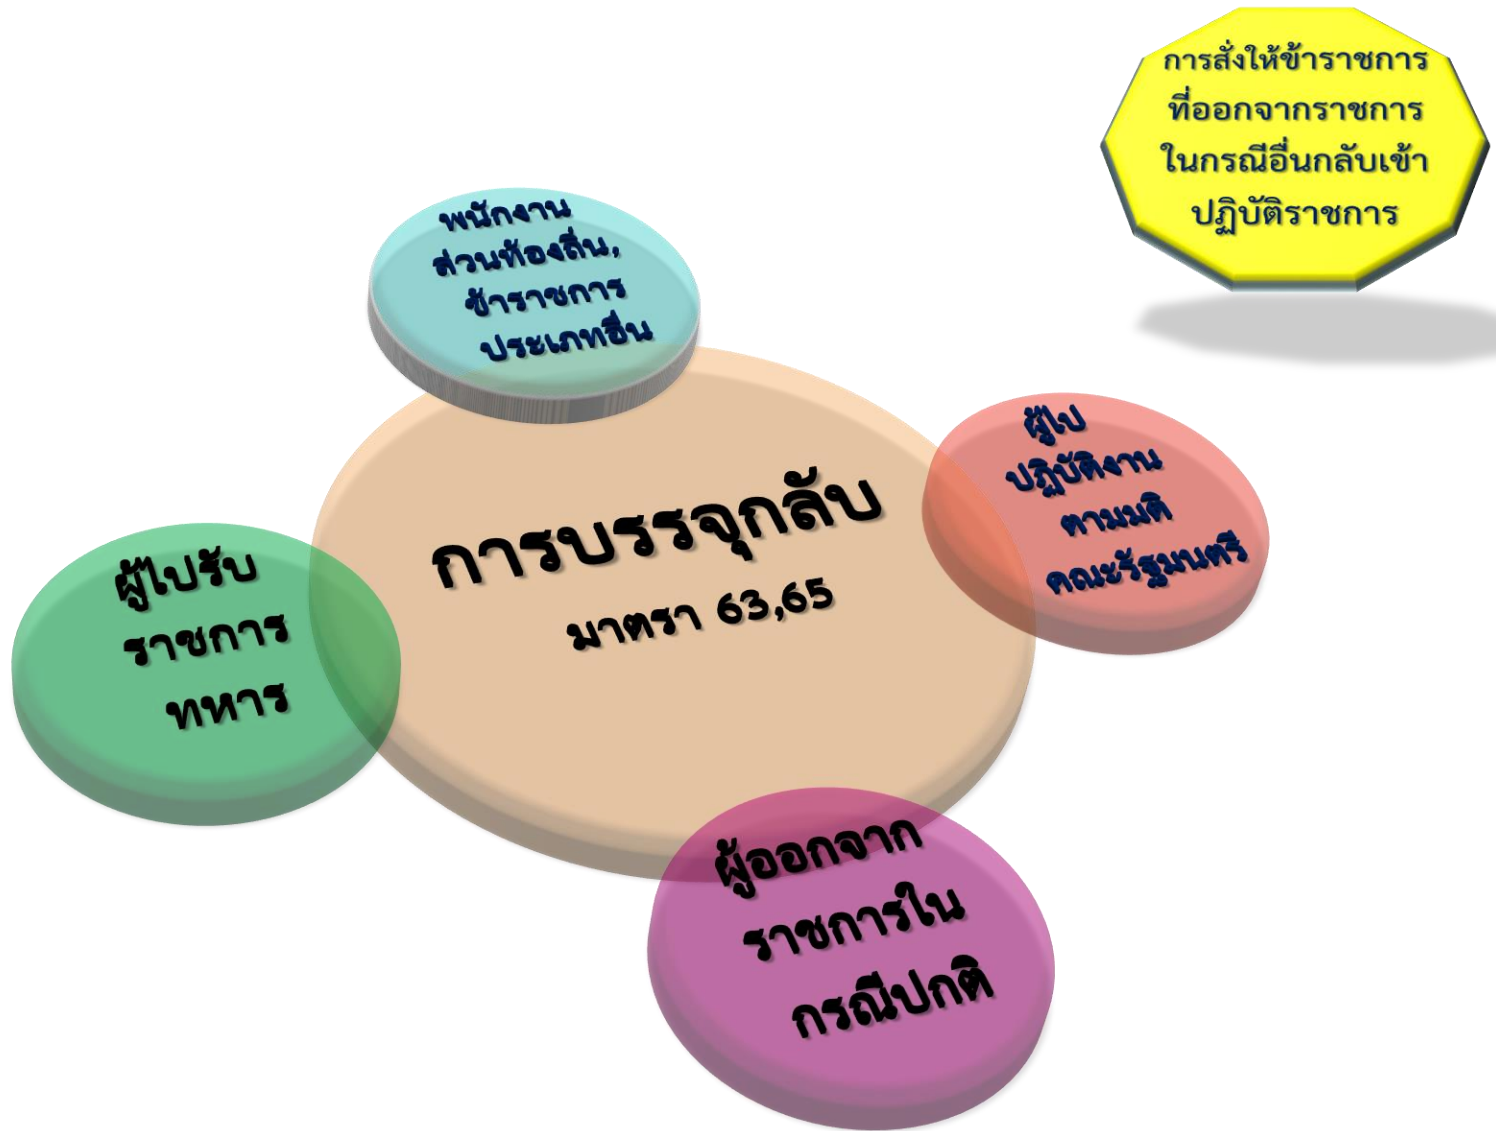 การสั่งให้ข้าราชการ
ที่ออกจากราชการ
ในกรณีอื่นกลับเข้า
ปฏิบัติราชการ
พนักงาน
ส่วนท้องถิ่น,
ข้าราชการ
ประเภทอื่น
ผู้ไป
ปฏิบัติงาน
ตามมติ
คณะรัฐมนตรี
การบรรจุกลับ
มาตรา 63,65
ผู้ไปรับ
ราชการ
ทหาร
ผู้ออกจาก
ราชการใน
กรณีปกติ